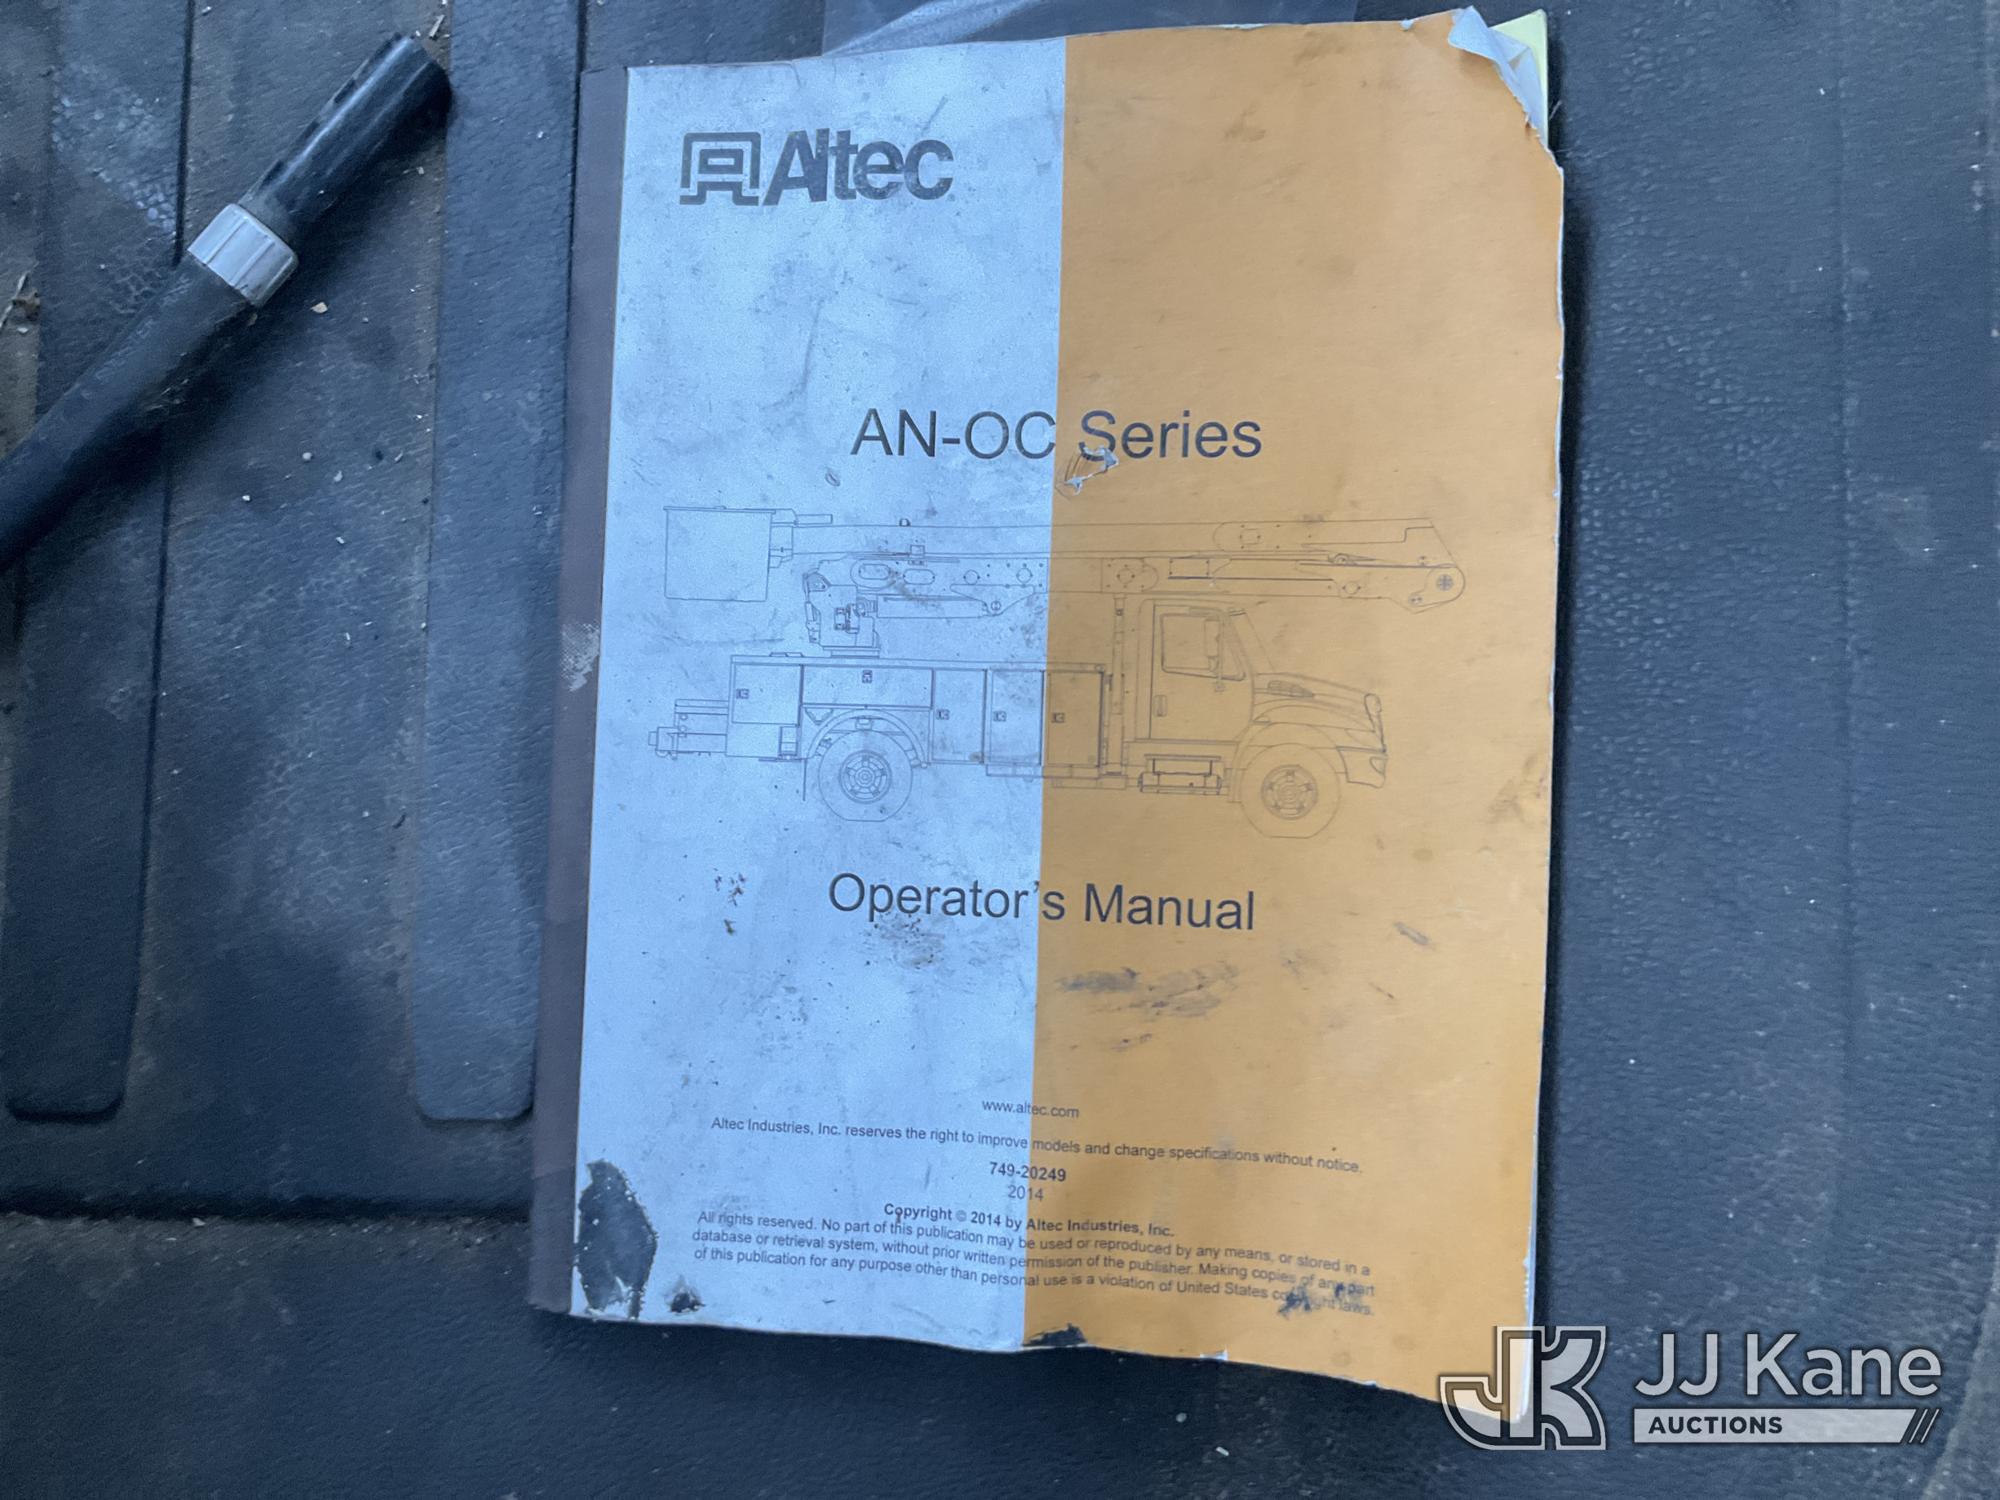 Altec
AN-OC Series
Operator's Manual
www.altec.com
Altec Industries, Inc. reserves the right to improve models and change specifications without notice.
749-20249
2014
Copyright © 2014 by Altec Industries, Inc.
All rights reserved. No part of this publication may be used or reproduced by any means, or stored in a
database or retrieval system, without prior written permission of the publisher. Making copies of any part
of this publication for any purpose other than personal use is a violation of United States copyright laws.
JK JJ Kane
AUCTIONS